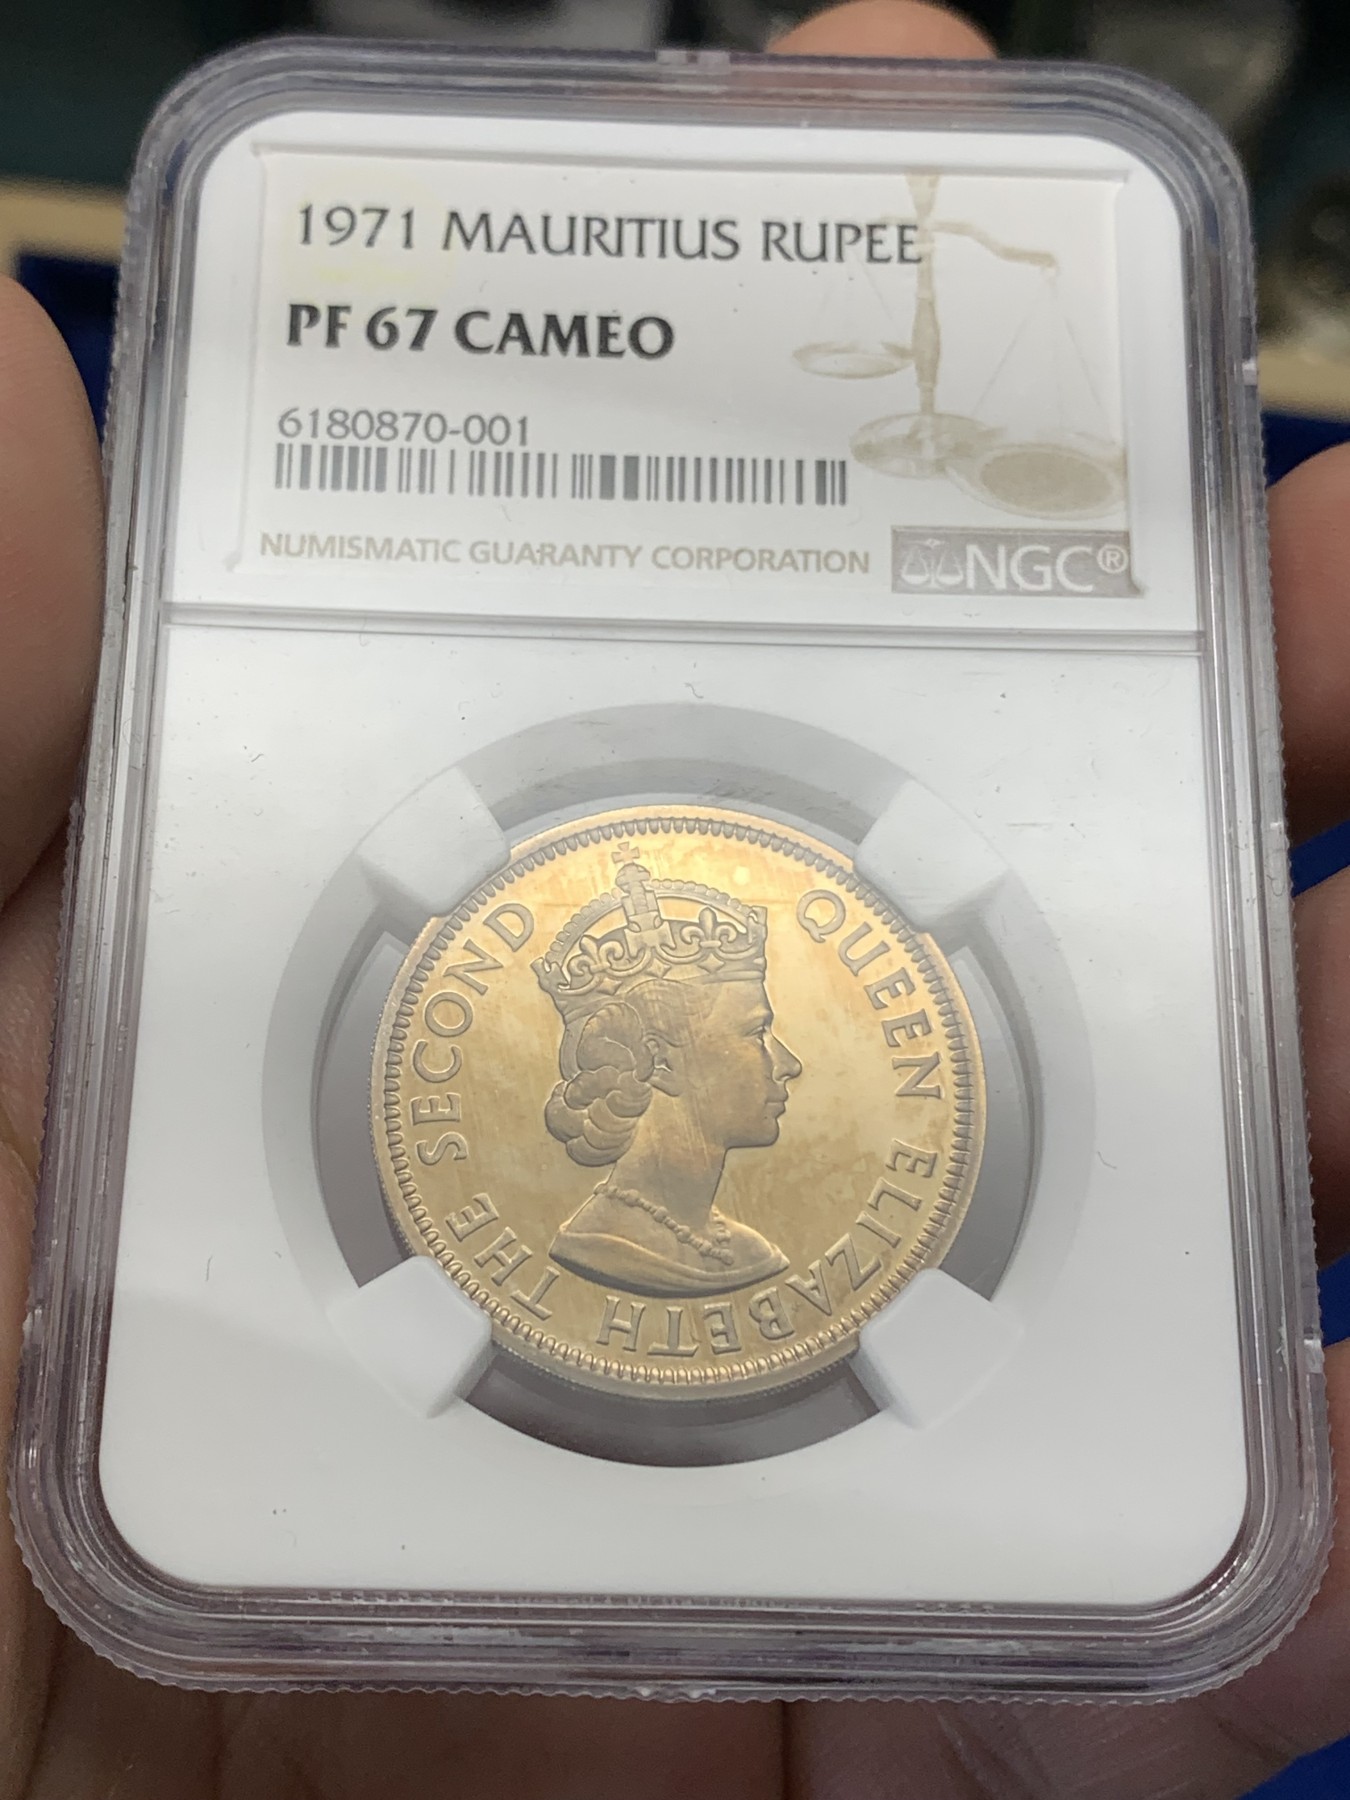 1971 MAURITIUS RUPEE
PF 67 CAMEO
6180870-001
NUMISMATIC GUARANTY CORPORATION NGC®
QUEEN ELIZABETH THE SECOND